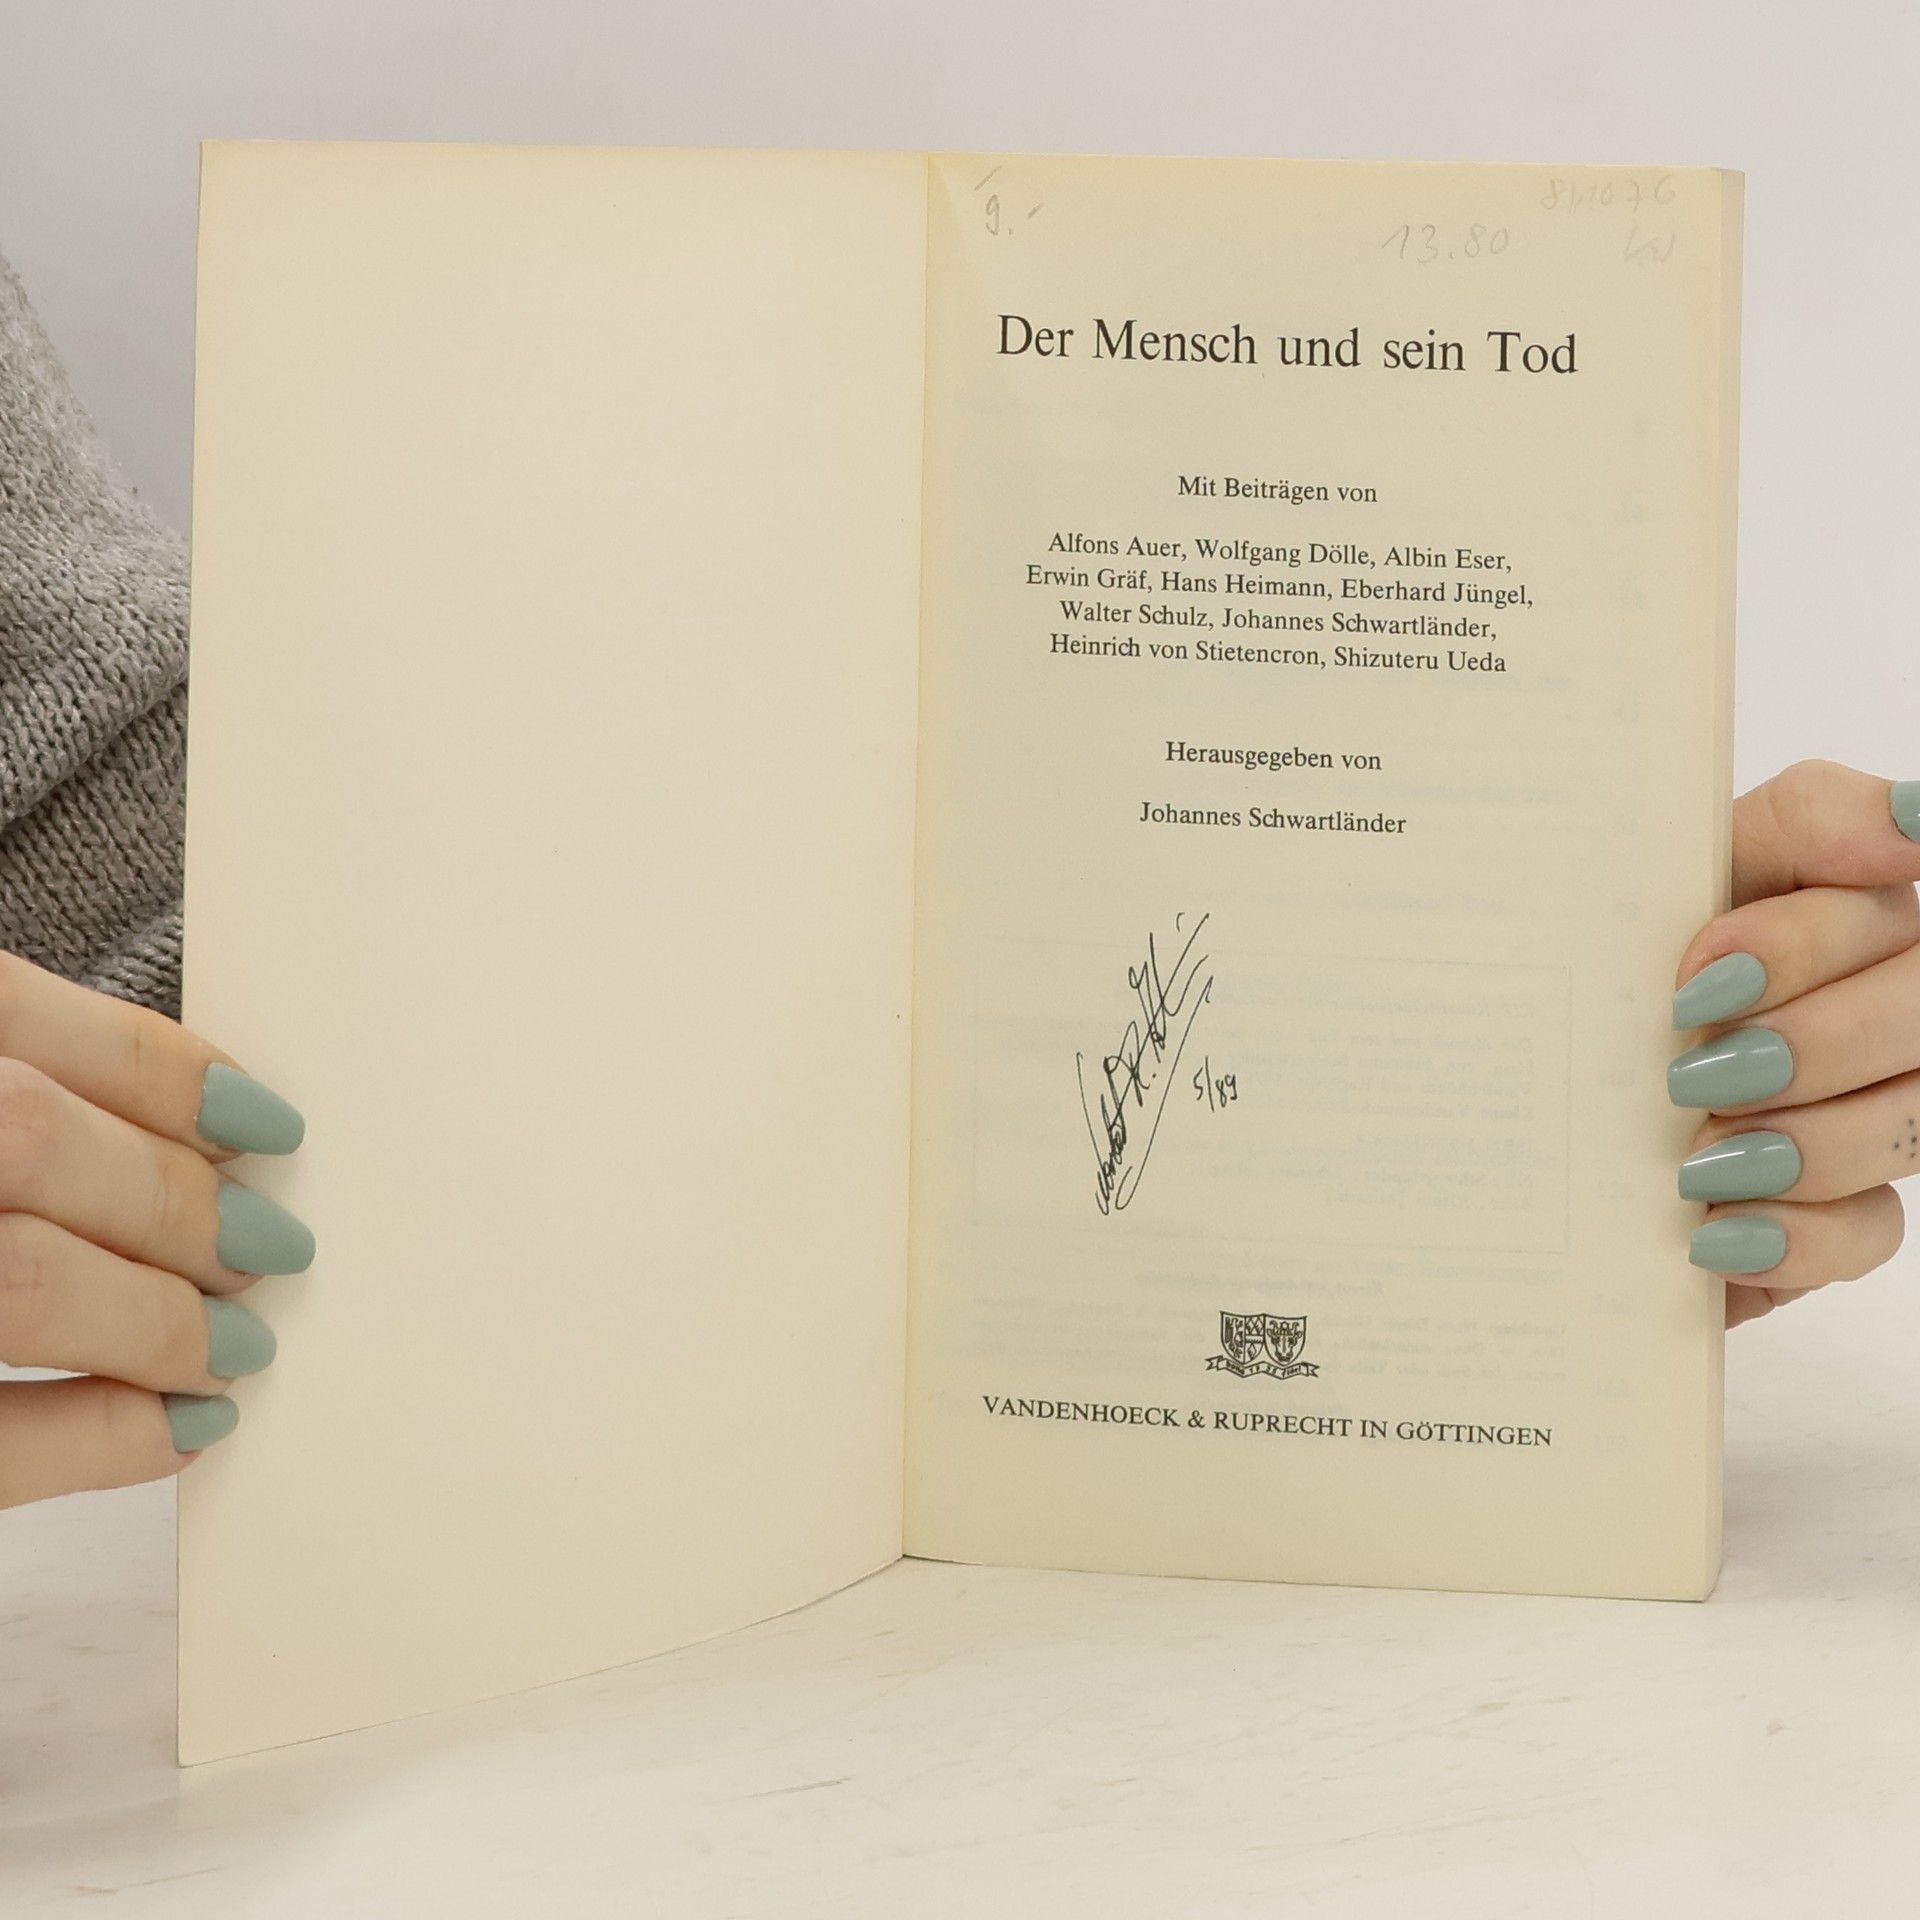 9.-
13.80
Der Mensch und sein Tod
Mit Beiträgen von
Alfons Auer, Wolfgang Dölle, Albin Eser,
Erwin Gräf, Hans Heimann, Eberhard Jüngel,
Walter Schulz, Johannes Schwartländer,
Heinrich von Stietencron, Shizuteru Ueda
Herausgegeben von
Johannes Schwartländer
5/89
VANDENHOECK & RUPRECHT IN GÖTTINGEN